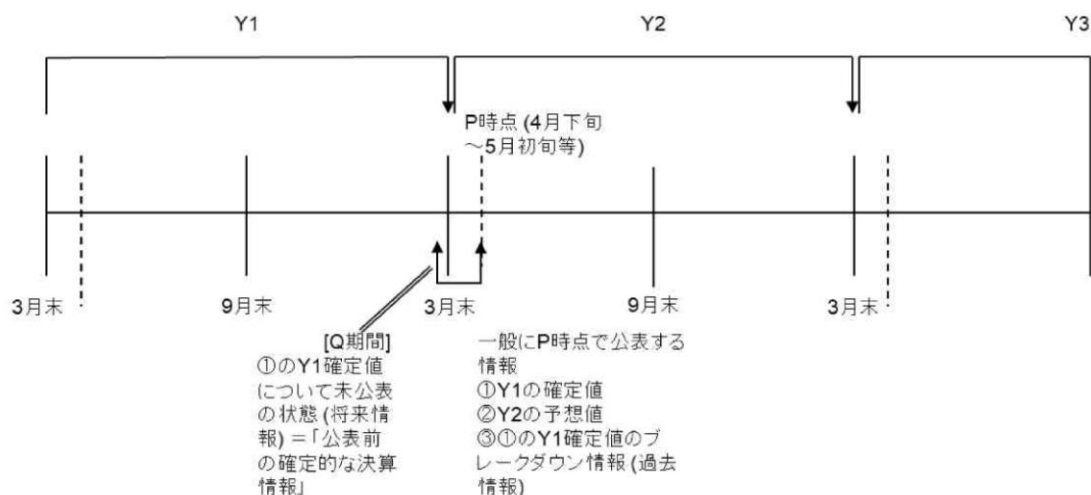 Y1
Y2
Y3
P時点 (4月下旬
～5月初旬等)
3月末
9月末
3月末
9月末
3月末
[Q期間]
①のY1確定値
について未公表
の状態 (将来情
報) ＝「公表前
の確定的な決算
情報」
一般にP時点で公表する
情報
①Y1の確定値
②Y2の予想値
③①のY1確定値のブ
レークダウン情報 (過去
情報)